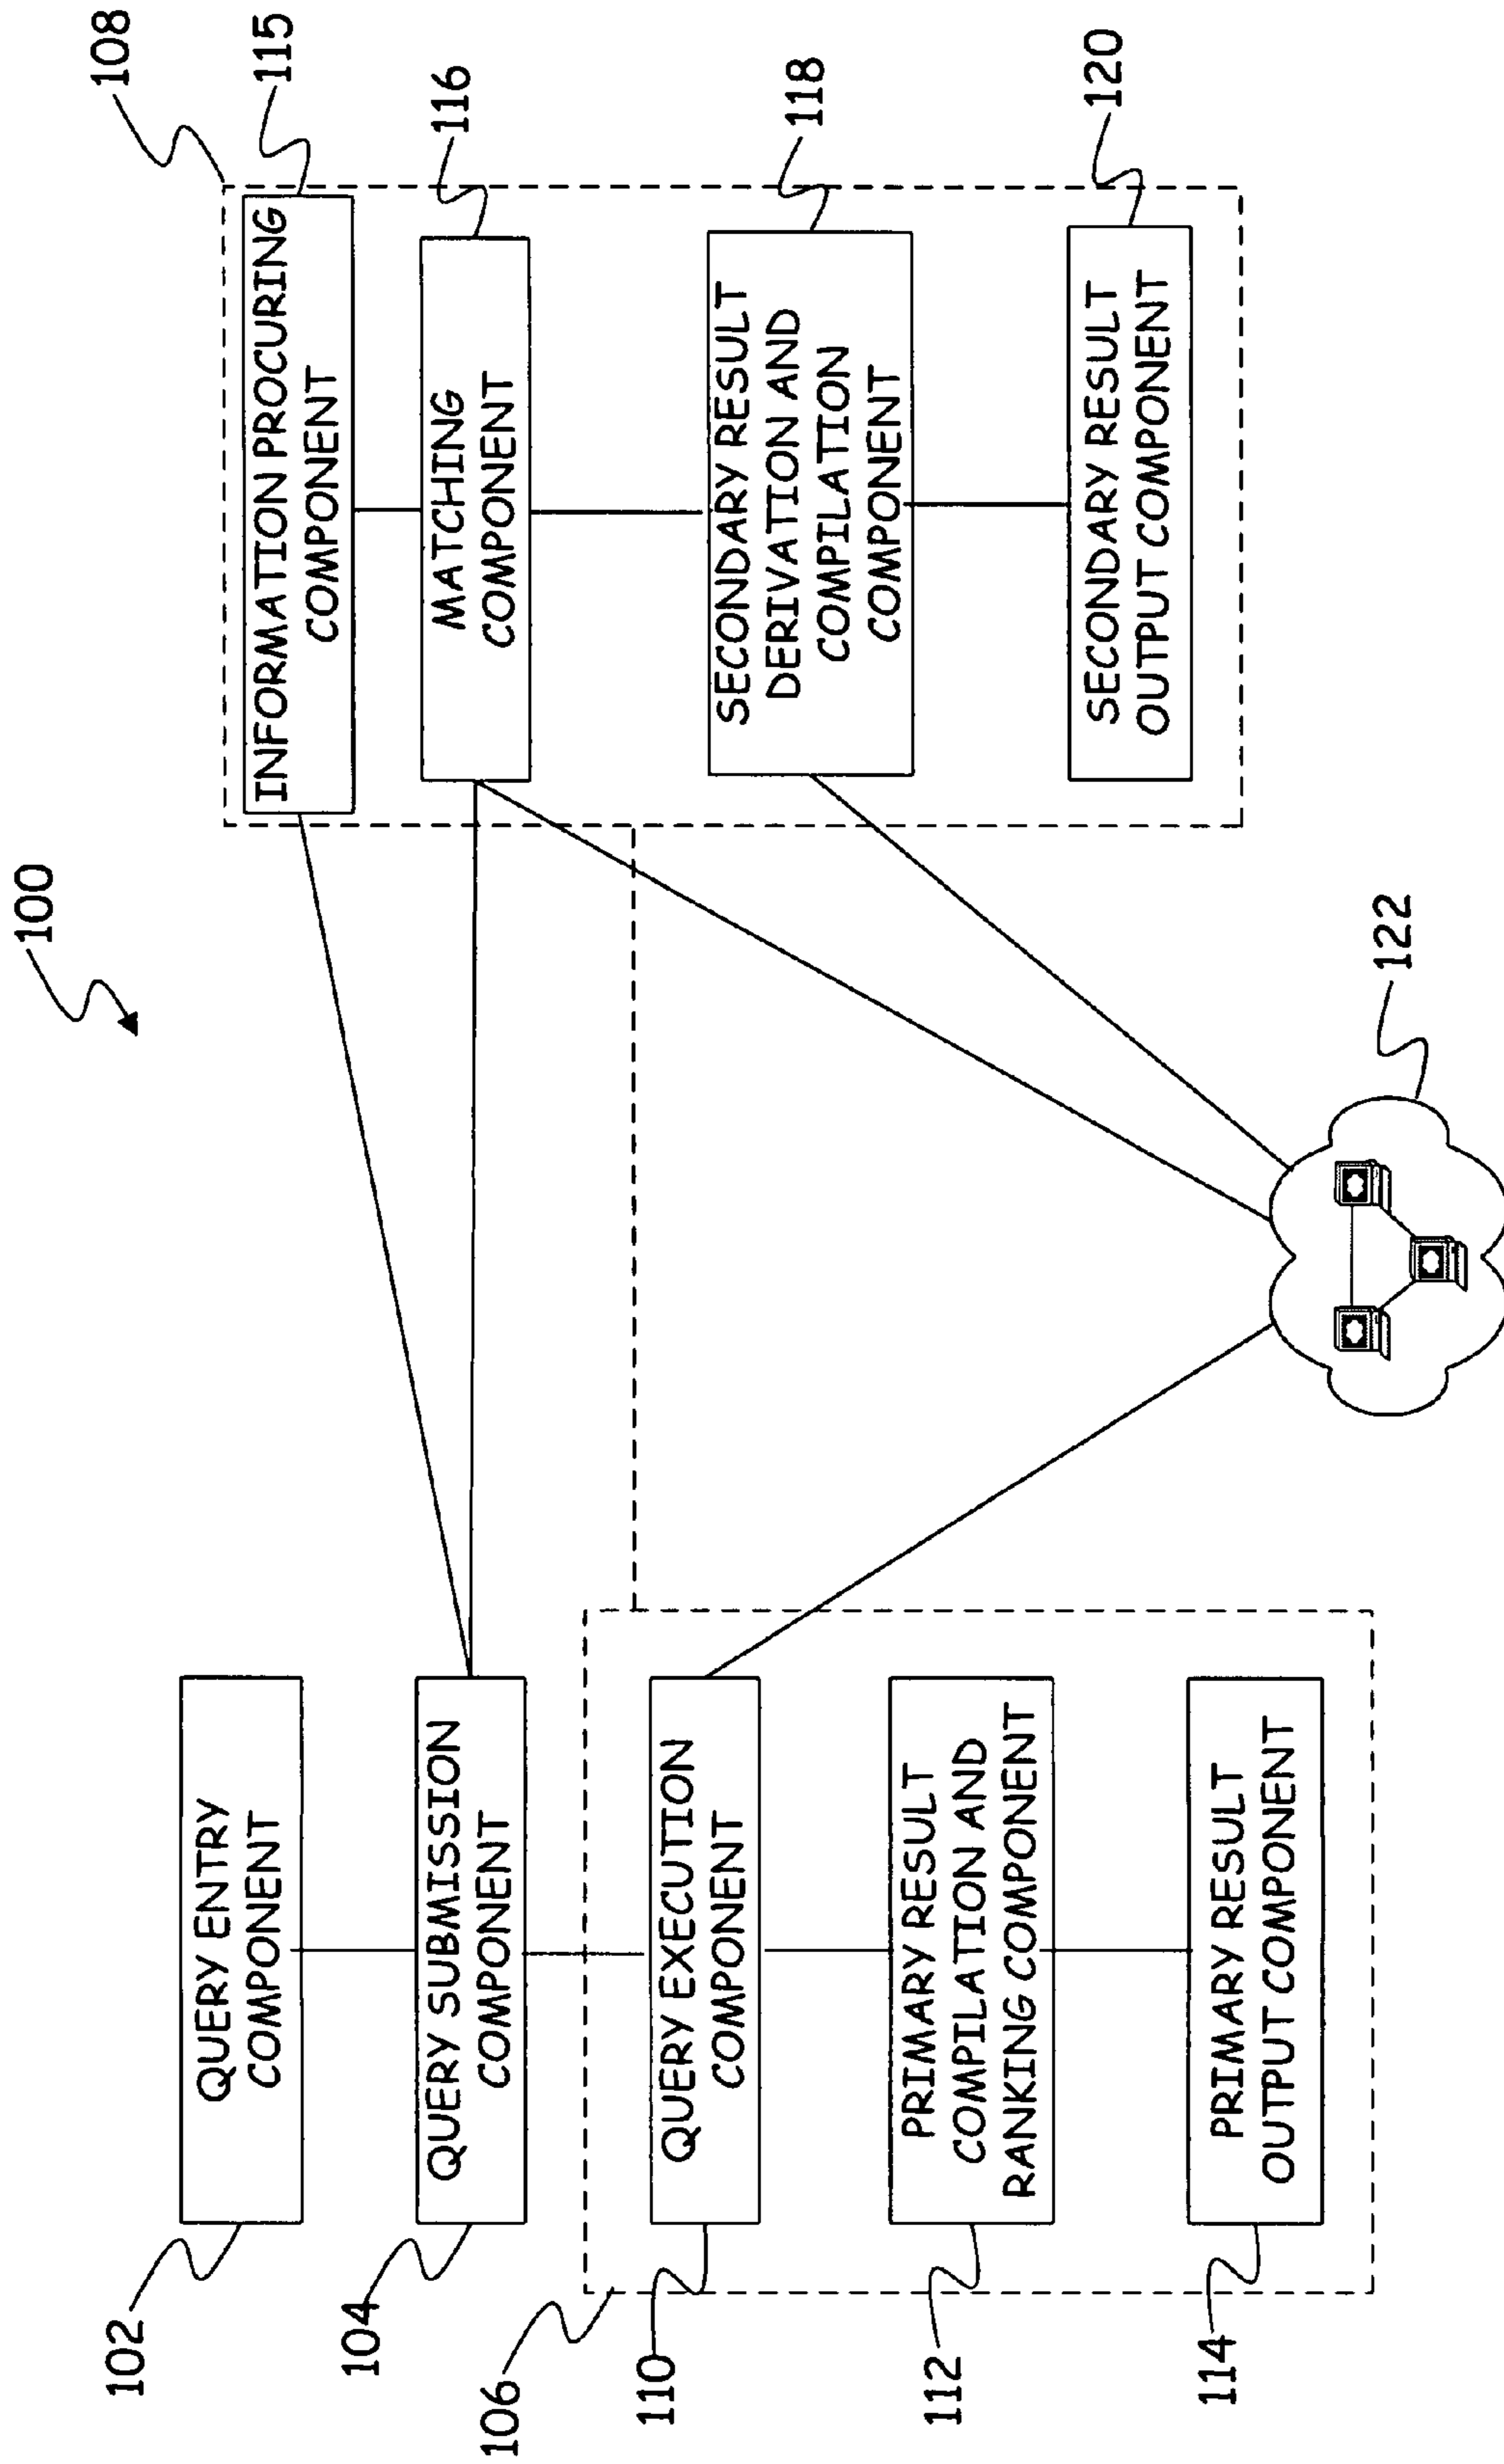 100
108
102
QUERY ENTRY
COMPONENT
104
QUERY SUBMISSION
COMPONENT
106
110
QUERY EXECUTION
COMPONENT
112
PRIMARY RESULT
COMPILATION AND
RANKING COMPONENT
114
PRIMARY RESULT
OUTPUT COMPONENT
INFORMATION PROCURING
COMPONENT
115
MATCHING
COMPONENT
116
SECONDARY RESULT
DERIVATION AND
COMPILATION
COMPONENT
118
SECONDARY RESULT
OUTPUT COMPONENT
120
122